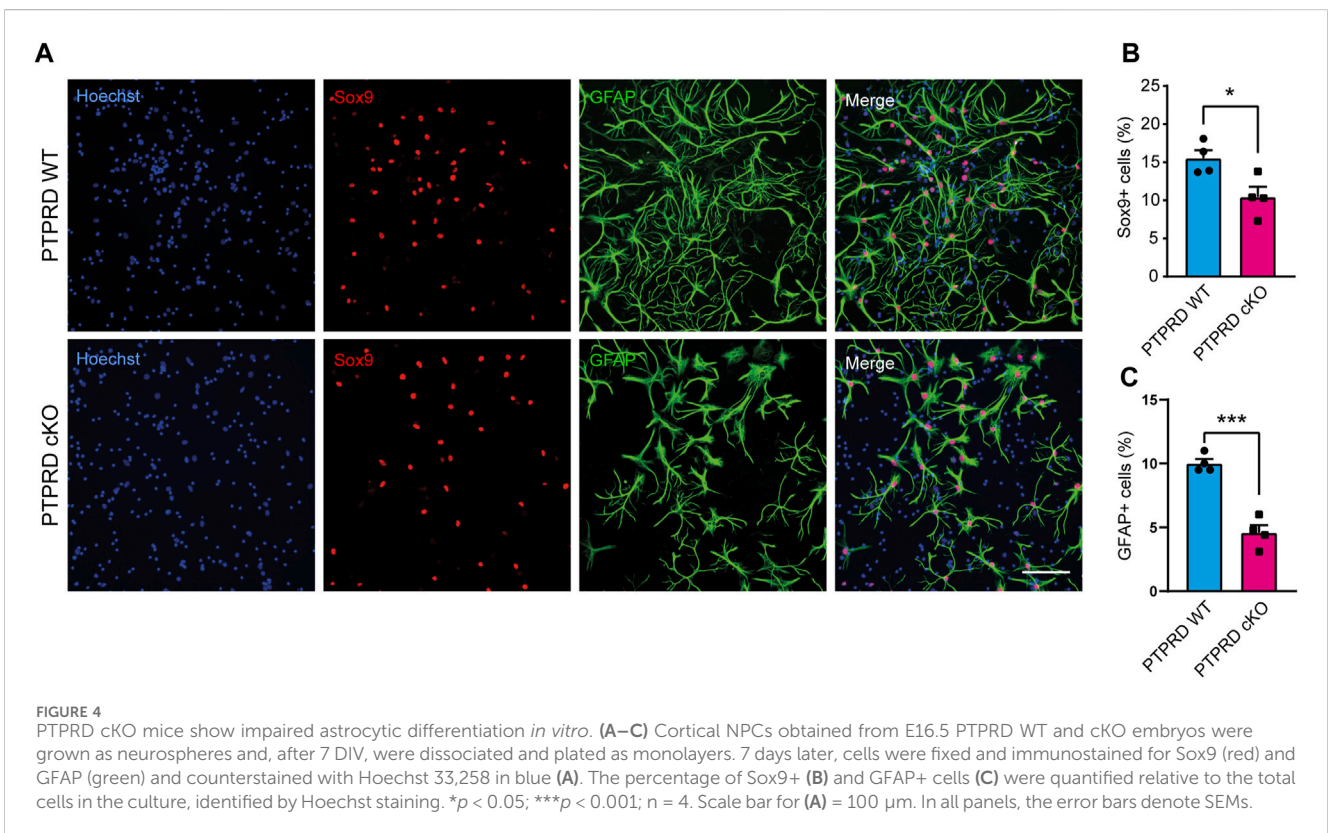 A
Hoechst
Sox9
GFAP
Merge
PTPRD WT
Hoechst
Sox9
GFAP
Merge
PTPRD cKO
B
25
20
15
10
5
0
Sox9+ cells (%)
*
PTPRD WT
PTPRD cKO
C
15
10
5
0
GFAP+ cells (%)
***
PTPRD WT
PTPRD cKO
FIGURE 4
PTPRD cKO mice show impaired astrocytic differentiation in vitro. (A–C) Cortical NPCs obtained from E16.5 PTPRD WT and cKO embryos were
grown as neurospheres and, after 7 DIV, were dissociated and plated as monolayers. 7 days later, cells were fixed and immunostained for Sox9 (red) and
GFAP (green) and counterstained with Hoechst 33,258 in blue (A). The percentage of Sox9+ (B) and GFAP+ cells (C) were quantified relative to the total
cells in the culture, identified by Hoechst staining. *p < 0.05; ***p < 0.001; n = 4. Scale bar for (A) = 100 µm. In all panels, the error bars denote SEMs.